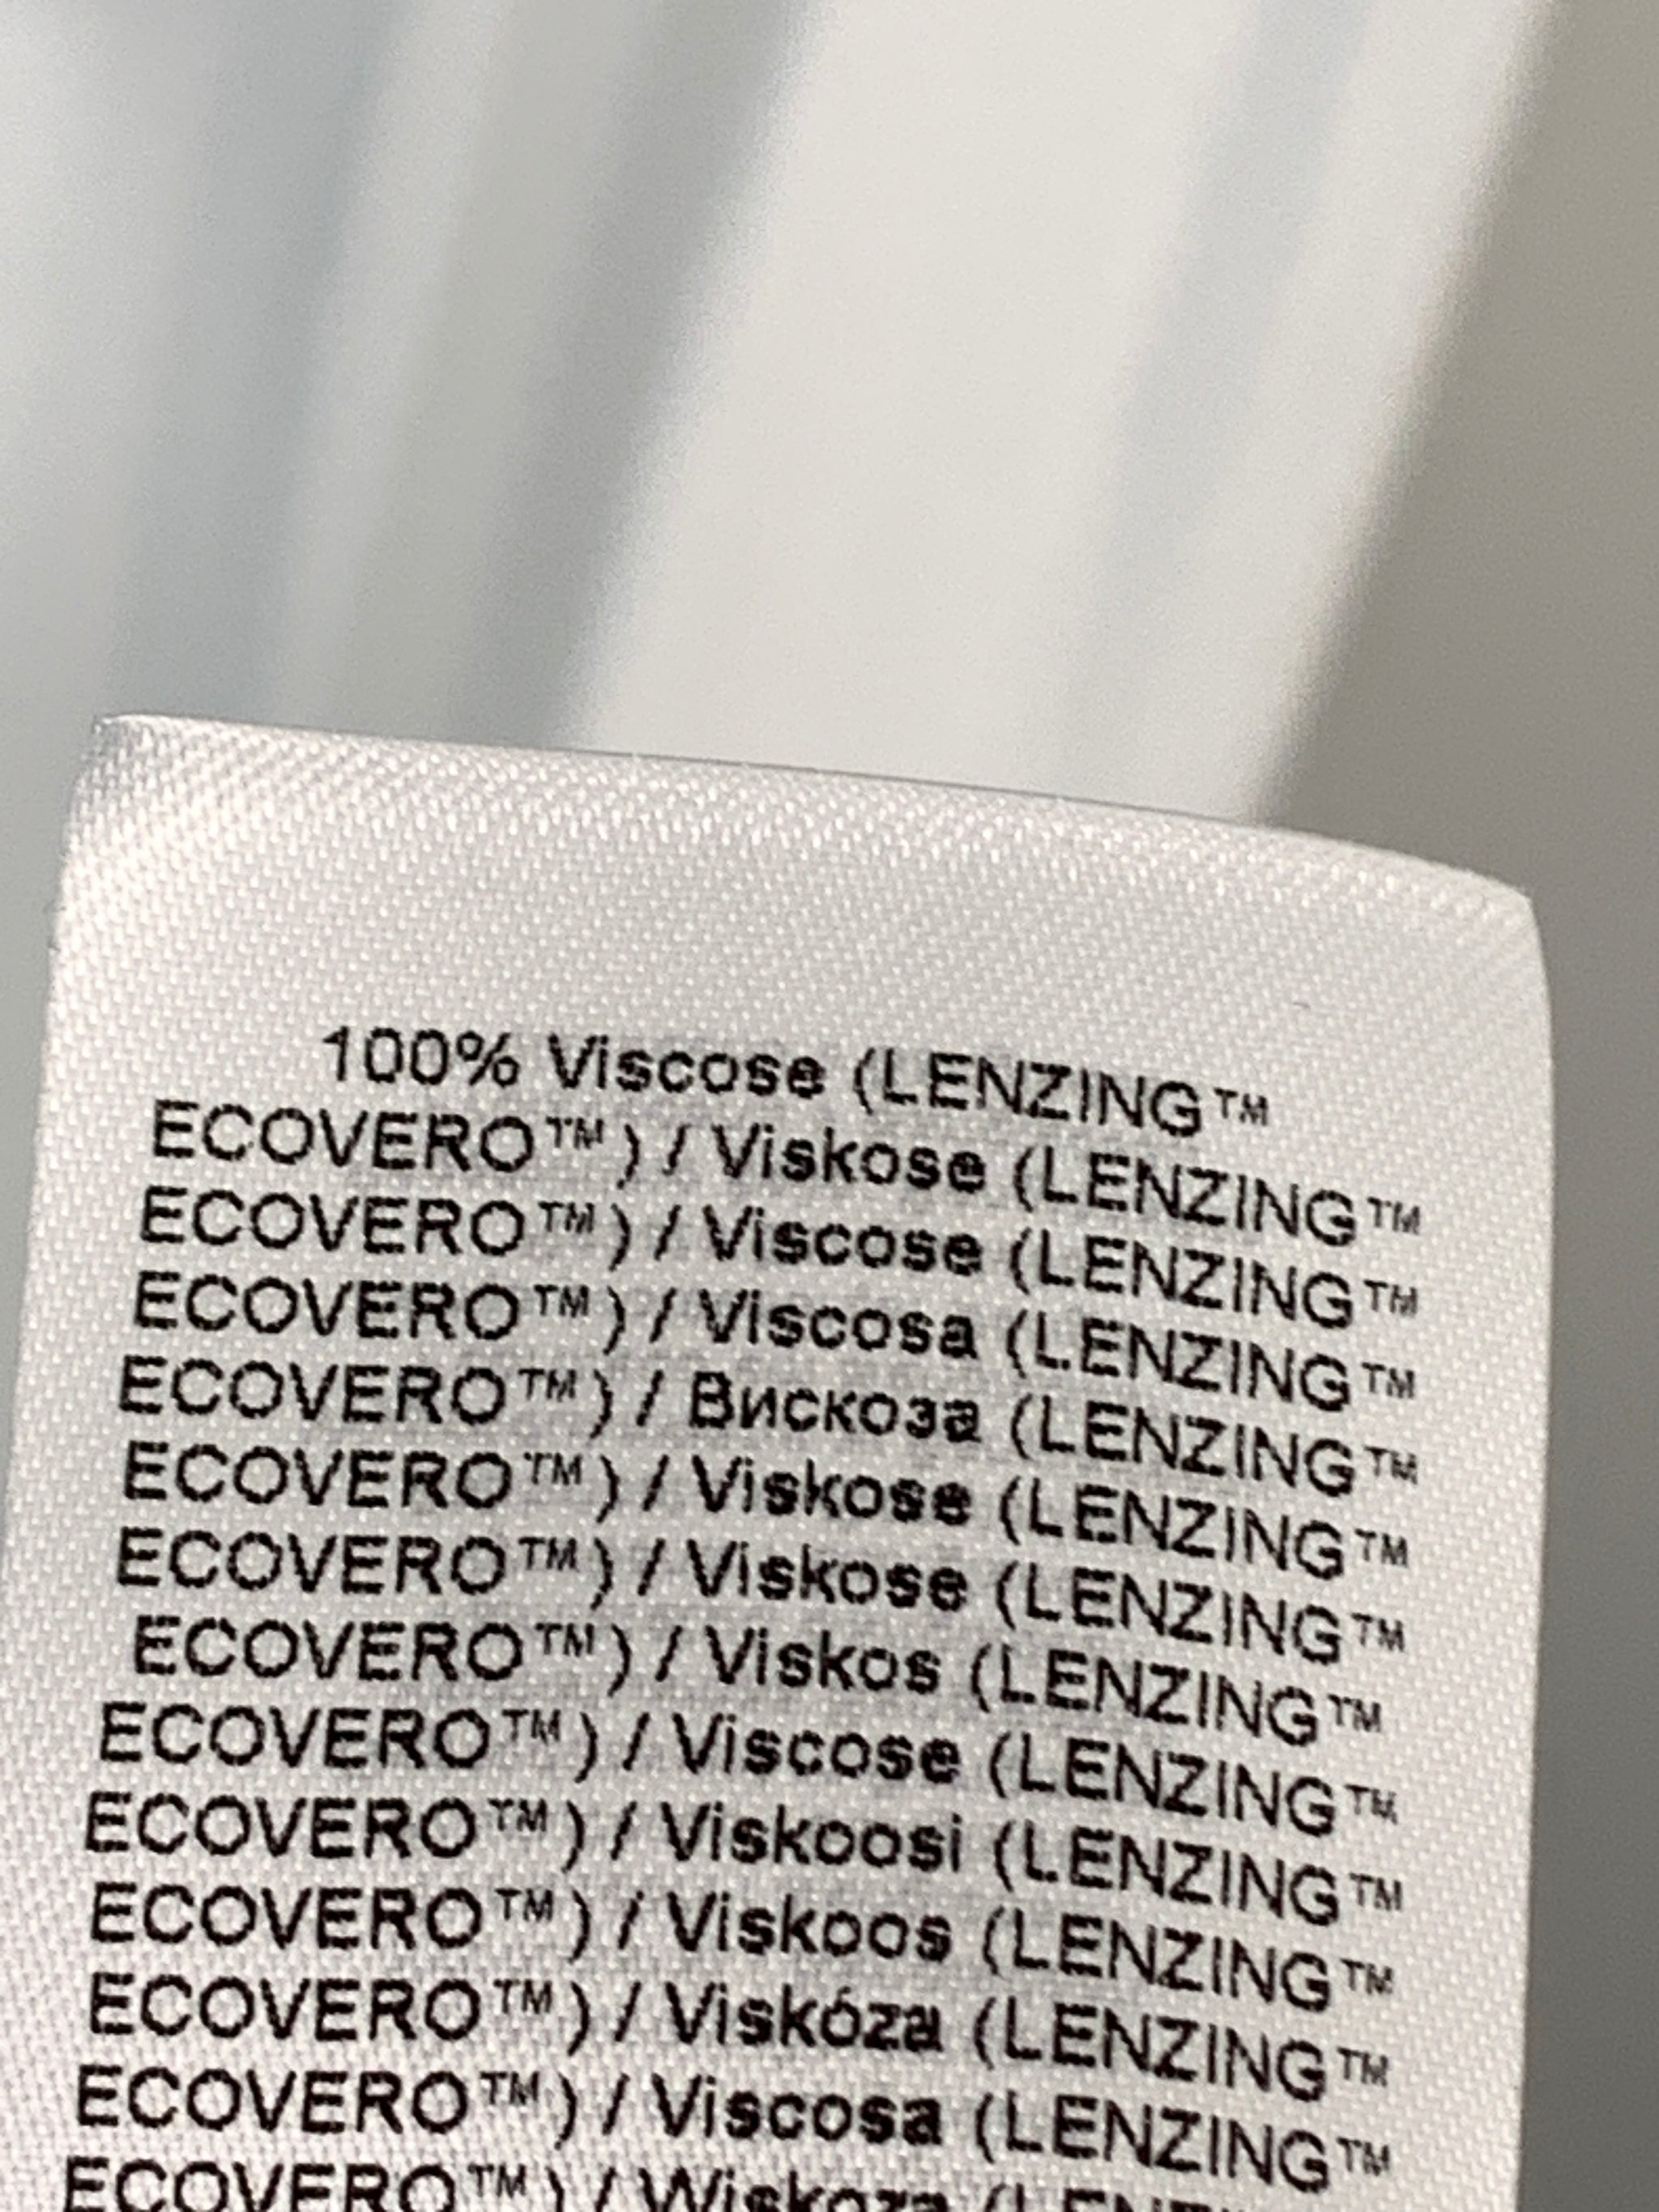 100% Viscose (LENZING™
ECOVERO™) / Viskose (LENZING™
ECOVERO™) / Viscose (LENZING™
ECOVERO™) / Viscosa (LENZING™
ECOVERO™) / Вискоза (LENZING™
ECOVERO™) / Viskose (LENZING™
ECOVERO™) / Viskose (LENZING™
ECOVERO™) / Viskos (LENZING™
ECOVERO™) / Viscose (LENZING™
ECOVERO™) / Viskoosi (LENZING™
ECOVERO™) / Viskoos (LENZING™
ECOVERO™) / Viskóza (LENZING™
ECOVERO™) / Viscosa (LENZING™
ECOVERO™) / Wiskoza